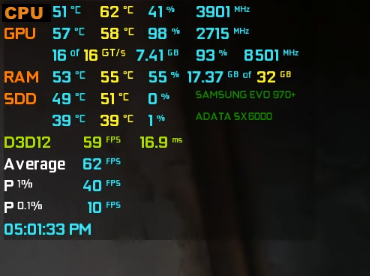 CPU 51 °C 62 °C 41 % 3901 MHz
GPU 57 °C 58 °C 98 % 2715 MHz
16 of 16 GT/s 7.41 GB 93 % 8501 MHz
RAM 53 °C 55 °C 55 % 17.37 GB of 32 GB
SDD 49 °C 51 °C 0 % SAMSUNG EVO 970+
39 °C 39 °C 1 % ADATA SX6000
D3D12 59 FPS 16.9 ms
Average 62 FPS
P 1% 40 FPS
P 0.1% 10 FPS
05:01:33 PM